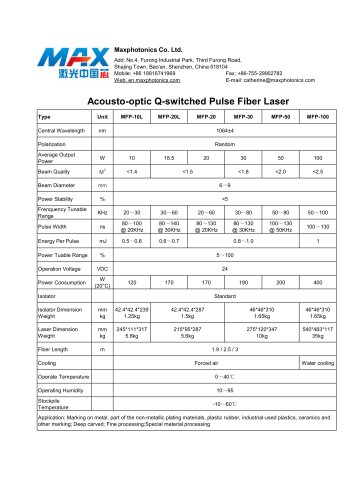 MAX
激光中国芯
Maxphotonics Co. Ltd.
Add: No.4, Furong Industrial Park, Third Furong Road,
Shajing Town, Bao'an, Shenzhen, China 518104
Mobile: +86 18816741969 Fax: +86-755-29902782
Web: en.maxphotonics.com E-mail: catherine@maxphotonics.com
Acousto-optic Q-switched Pulse Fiber Laser
Type Unit MFP-10L MFP-20L MFP-20 MFP-30 MFP-50 MFP-100
Central Wavelength nm 1064±4
Polarization Random
Average Output
Power W 10 18.5 20 30 50 100
Beam Quality M² <1.4 <1.5 <1.8 <2.0 <2.5
Beam Diameter mm 6～9
Power Stability % <5
Frenquency Tunable
Range KHz 20～30 30～60 20～60 30～80 50～80 50～100
Pulse Width ns 80～100
@ 20KHz 80～140
@ 30KHz 80～130
@ 20KHz 80～130
@ 30KHz 100～130
@ 50KHz 100～130
Energy Per Pulse mJ 0.5～0.6 0.6～0.7 0.8～1.0 1
Power Tuable Range % 5～100
Operation Voltage VDC 24
Power Consumption W
(20°C) 120 170 170 190 200 400
Isolator Standard
Isolator Dimension
Weight mm
kg 42.4*42.4*239
1.25kg 42.4*42.4*287
1.5kg 46*46*310
1.65kg 46*46*310
1.65kg
Laser Dimension
Weight mm
kg 245*111*317
5.6kg 215*95*287
5.6kg 275*120*347
10kg 540*483*117
35kg
Fiber Length m 1.9 / 2.5 / 3
Cooling Forced air Water cooling
Operate Temperature 0～40℃
Operating Humidity 10～95
Stockpile
Temperature -10～60℃
Application: Marking on metal, part of the non-metallic plating materials, plastic rubber, industrial-used plastics, ceramics and
other marking; Deep carved: Fine processing;Special material processing